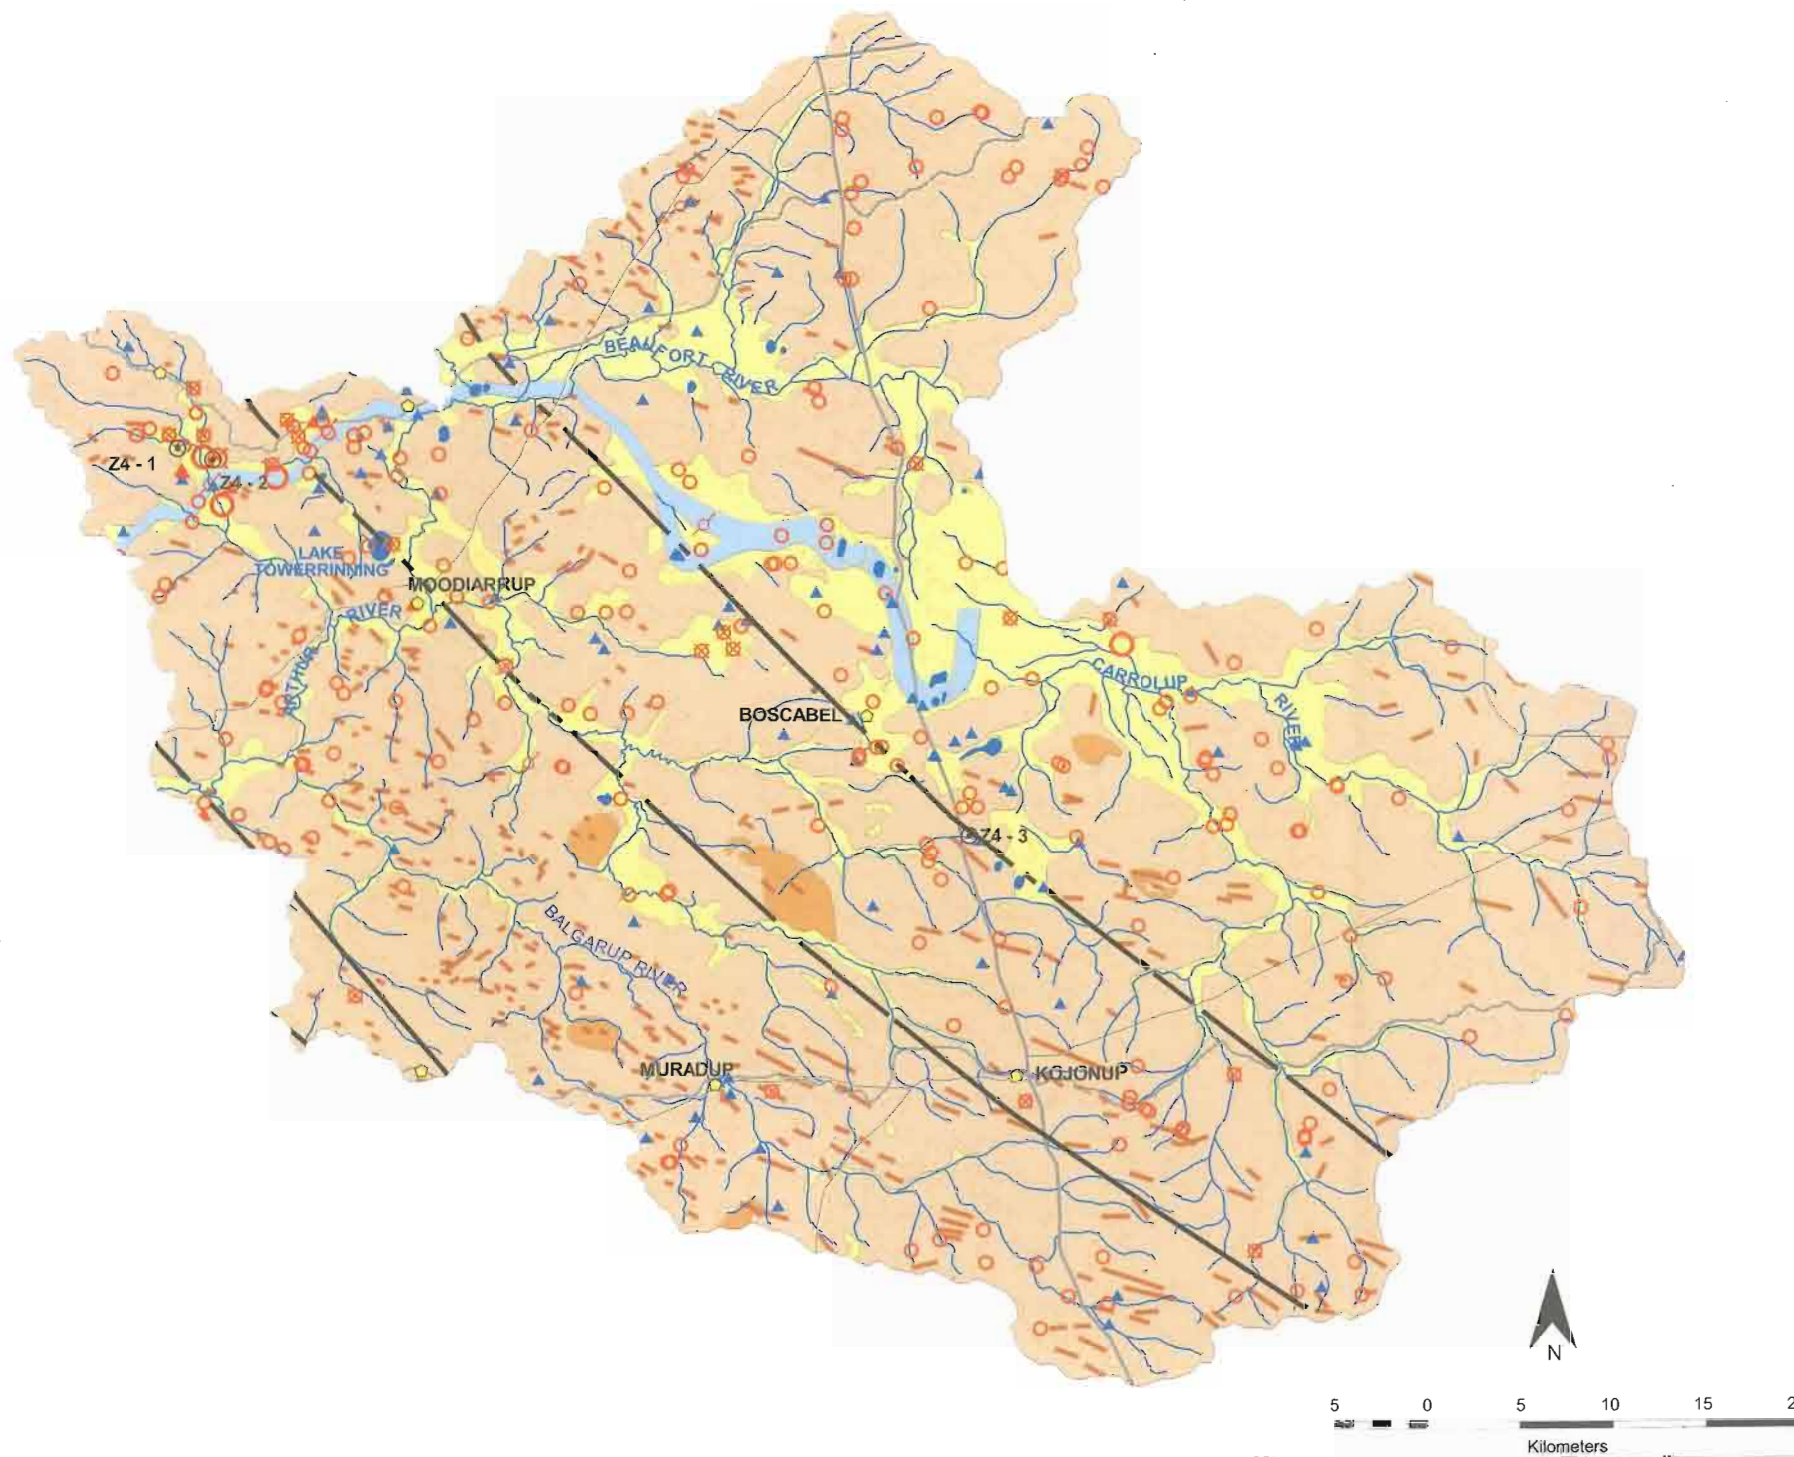 BEAUFORT RIVER
Z4 - 1
Z4 - 2
LAKE
TOWERRINNING
MOODIARRUP
RIVER
ARTHUR
CARROLUP
RIVER
BOSCABEL
Z4 - 3
BALGARUP RIVER
MURADUP
KOJONUP
N
5 0 5 10 15 2
Kilometers